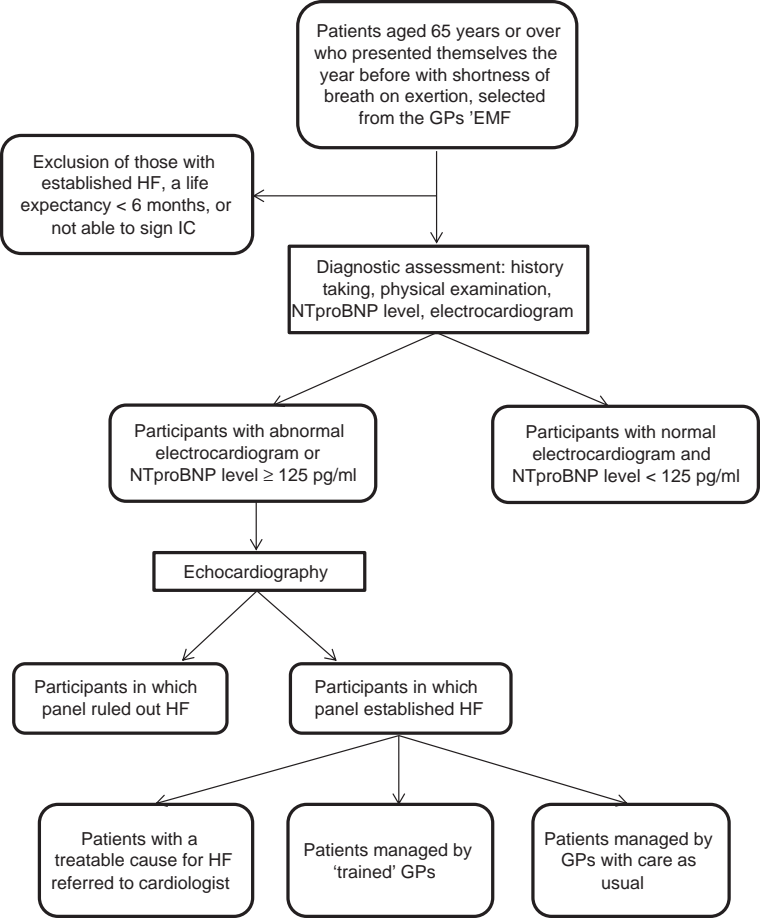 Patients aged 65 years or over
who presented themselves the
year before with shortness of
breath on exertion, selected
from the GPs 'EMF
Exclusion of those with
established HF, a life
expectancy < 6 months, or
not able to sign IC
Diagnostic assessment: history
taking, physical examination,
NTproBNP level, electrocardiogram
Participants with abnormal
electrocardiogram or
NTproBNP level ≥ 125 pg/ml
Participants with normal
electrocardiogram and
NTproBNP level < 125 pg/ml
Echocardiography
Participants in which
panel ruled out HF
Participants in which
panel established HF
Patients with a
treatable cause for HF
referred to cardiologist
Patients managed by
‘trained’ GPs
Patients managed by
GPs with care as
usual